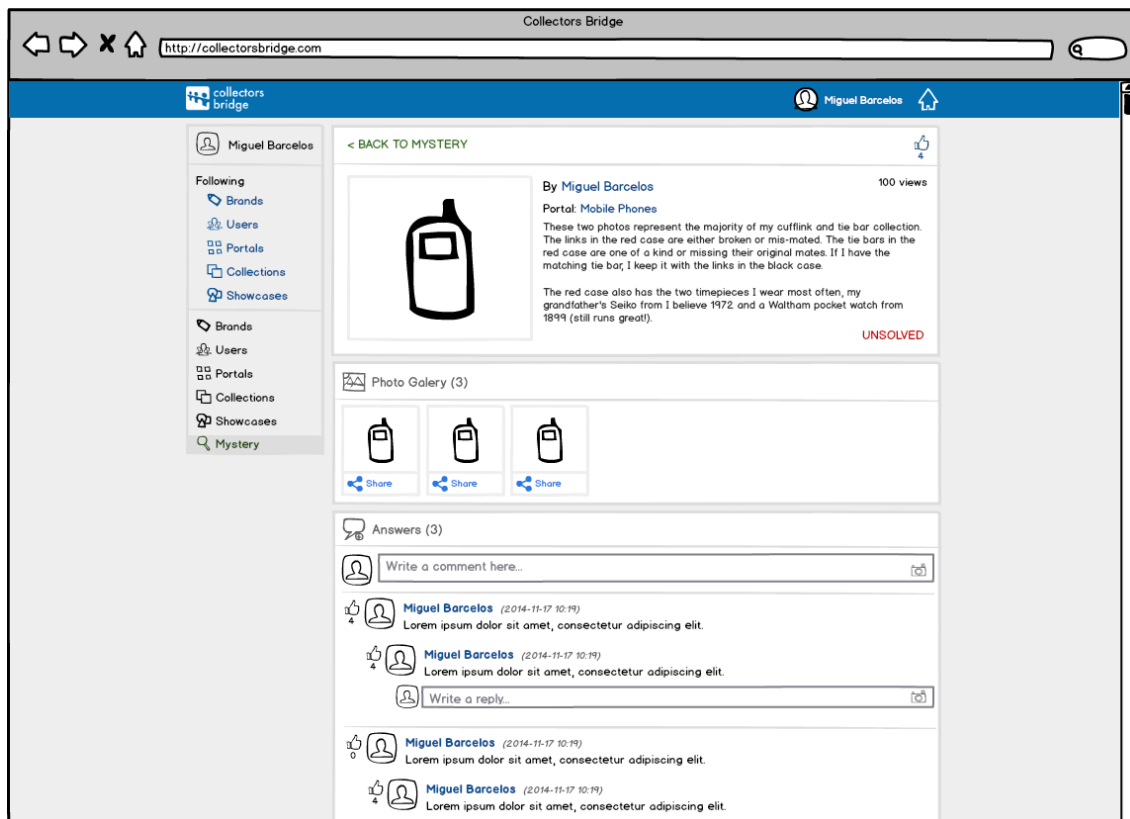 Collectors Bridge
http://collectorsbridge.com
collectors
bridge
Miguel Barcelos
Miguel Barcelos
Following
Brands
Users
Portals
Collections
Showcases
Brands
Users
Portals
Collections
Showcases
Mystery
< BACK TO MYSTERY
4
By Miguel Barcelos
100 views
Portal: Mobile Phones
These two photos represent the majority of my cufflink and tie bar collection.
The links in the red case are either broken or mis-mated. The tie bars in the
red case are one of a kind or missing their original mates. If I have the
matching tie bar, I keep it with the links in the black case.
The red case also has the two timepieces I wear most often, my
grandfather's Seiko from I believe 1972 and a Waltham pocket watch from
1899 (still runs great!).
UNSOLVED
Photo Galery (3)
Share
Share
Share
Answers (3)
Write a comment here...
4
Miguel Barcelos (2014-11-17 10:19)
Lorem ipsum dolor sit amet, consectetur adipiscing elit.
4
Miguel Barcelos (2014-11-17 10:19)
Lorem ipsum dolor sit amet, consectetur adipiscing elit.
Write a reply...
0
Miguel Barcelos (2014-11-17 10:19)
Lorem ipsum dolor sit amet, consectetur adipiscing elit.
4
Miguel Barcelos (2014-11-17 10:19)
Lorem ipsum dolor sit amet, consectetur adipiscing elit.